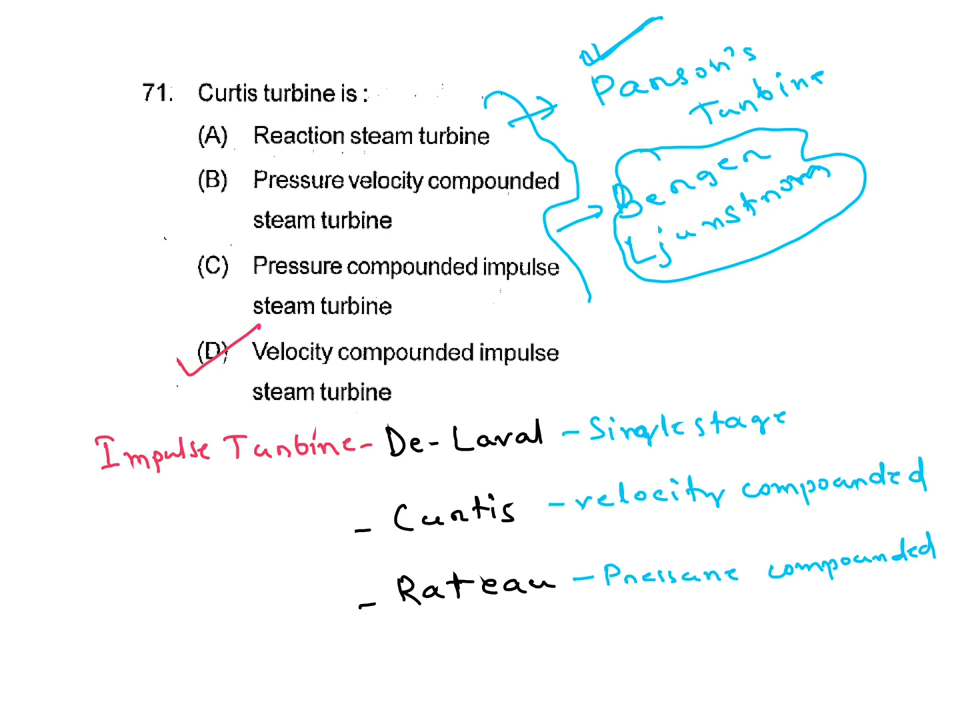 71. Curtis turbine is :
(A) Reaction steam turbine
(B) Pressure velocity compounded
steam turbine
(C) Pressure compounded impulse
steam turbine
(D) Velocity compounded impulse
steam turbine
Parson's
Turbine
Berger
Ljunstrom
Impulse Turbine - De-Laval - Single stage
- Curtis - velocity compounded
- Rateau - Pressure compounded